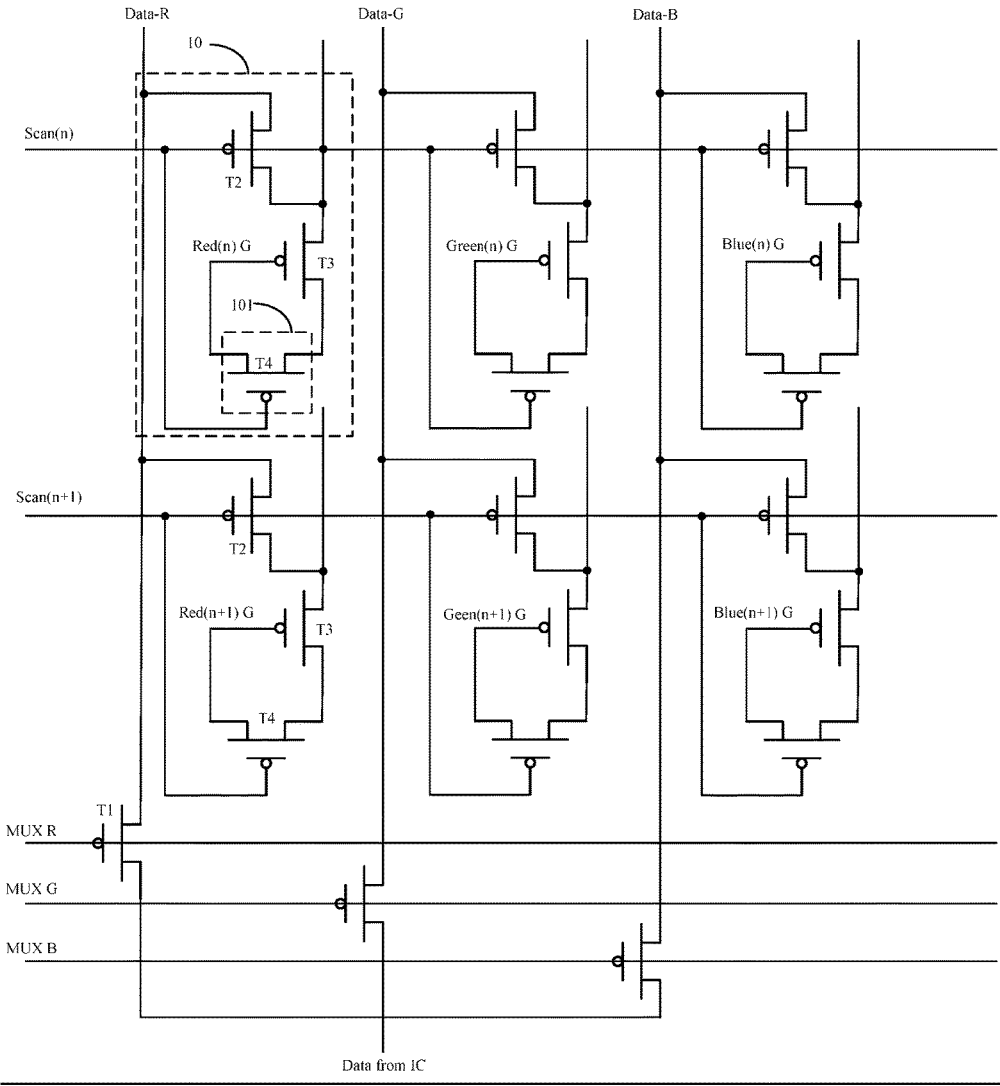 Data-R
Data-G
Data-B
10
Scan(n)
T2
Red(n) G
T3
Green(n) G
Blue(n) G
101
T4
Scan(n+1)
T2
Red(n+1) G
T3
Geen(n+1) G
Blue(n+1) G
T4
T1
MUX R
MUX G
MUX B
Data from IC